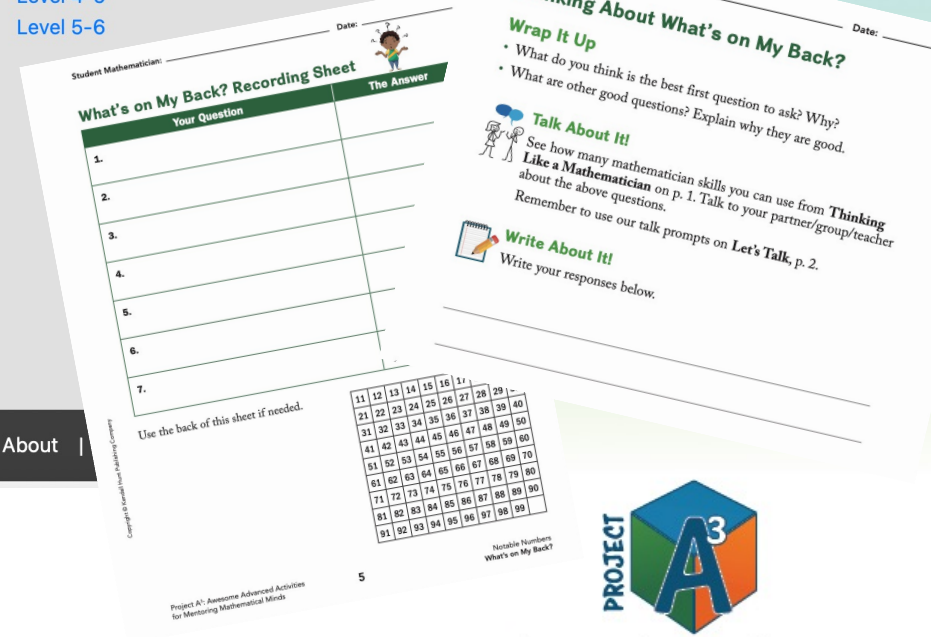 Level 5-6
About |
Student Mathematician: Date:
What's on My Back? Recording Sheet
Your Question The Answer
1.
2.
3.
4.
5.
6.
7.
Use the back of this sheet if needed.
11 12 13 14 15 16
21 22 23 24 25 26 27 28 29
31 32 33 34 35 36 37 38 39 40
41 42 43 44 45 46 47 48 49 50
51 52 53 54 55 56 57 58 59 60
61 62 63 64 65 66 67 68 69 70
71 72 73 74 75 76 77 78 79 80
81 82 83 84 85 86 87 88 89 90
91 92 93 94 95 96 97 98 99
Copyright © Kendall Hunt Publishing Company
Project A³: Awesome Advanced Activities
for Mentoring Mathematical Minds
5
Notable Numbers
What's on My Back?
Date:
About What's on My Back?
Wrap It Up
• What do you think is the best first question to ask? Why?
• What are other good questions? Explain why they are good.
Talk About It!
See how many mathematician skills you can use from Thinking
Like a Mathematician on p. 1. Talk to your partner/group/teacher
about the above questions.
Remember to use our talk prompts on Let's Talk, p. 2.
Write About It!
Write your responses below.
PROJECT
A³